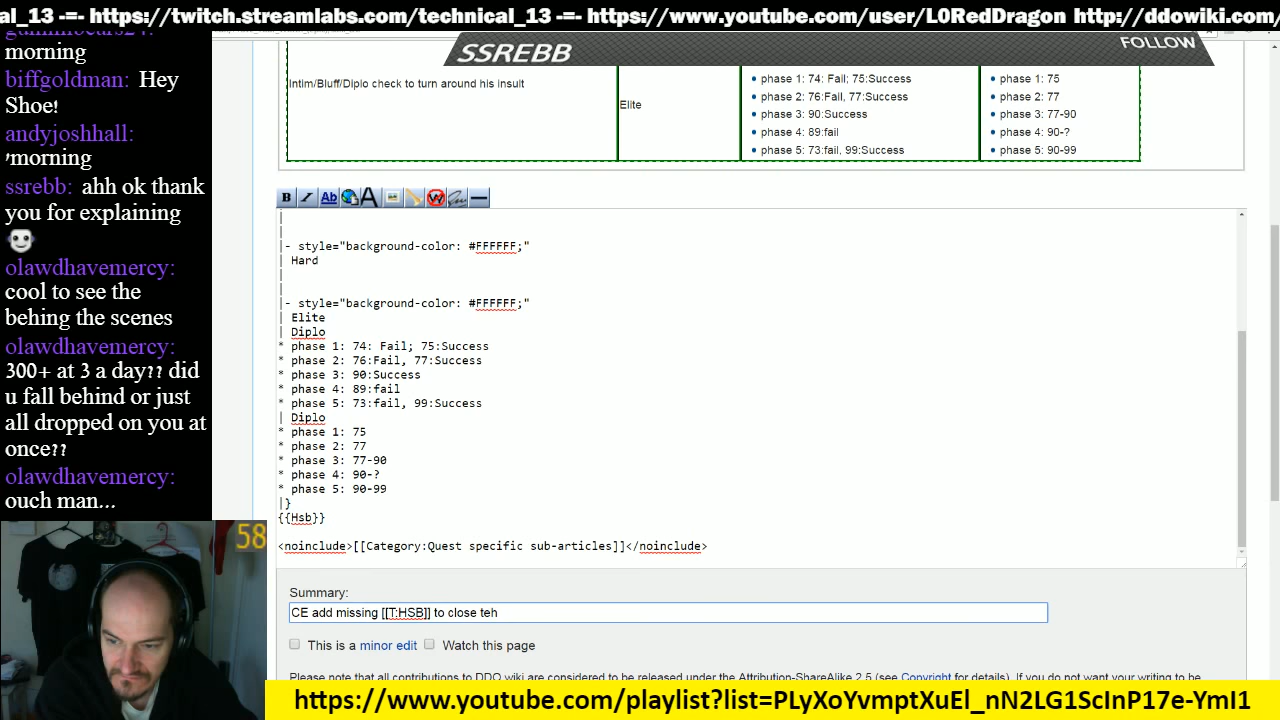 al_13 -=- https://twitch.streamlabs.com/technical_13 -=- https://www.youtube.com/user/L0RedDragon http://ddowiki.com/
morning
biffgoldman: Hey
Shoe!
andyjoshhall:
'morning
ssrebb: ahh ok thank
you for explaining
olawdhavemercy:
cool to see the
behing the scenes
olawdhavemercy:
300+ at 3 a day?? did
u fall behind or just
all dropped on you at
once??
olawdhavemercy:
ouch man...
58
SSREBB
FOLLOW
Intim/Bluff/Diplo check to turn around his insult
Elite
phase 1: 74: Fail; 75:Success
phase 2: 76:Fail, 77:Success
phase 3: 90:Success
phase 4: 89:fail
phase 5: 73:fail, 99:Success
phase 1: 75
phase 2: 77
phase 3: 77-90
phase 4: 90-?
phase 5: 90-99
B I Ab A W
|
|- style="background-color: #FFFFFF;"
| Hard
|
|
|- style="background-color: #FFFFFF;"
| Elite
| Diplo
* phase 1: 74: Fail; 75:Success
* phase 2: 76:Fail, 77:Success
* phase 3: 90:Success
* phase 4: 89:fail
* phase 5: 73:fail, 99:Success
| Diplo
* phase 1: 75
* phase 2: 77
* phase 3: 77-90
* phase 4: 90-?
* phase 5: 90-99
|}
{{Hsb}}
<noinclude>[[Category:Quest specific sub-articles]]</noinclude>
Summary:
CE add missing [[T:HSB]] to close teh
This is a minor edit Watch this page
Please note that all contributions to DDO wiki are considered to be released under the Attribution-ShareAlike 2.5 (see Copyright for details). If you do not want your writing to be
https://www.youtube.com/playlist?list=PLyXoYvmptXuEl_nN2LG1ScInP17e-YmI1